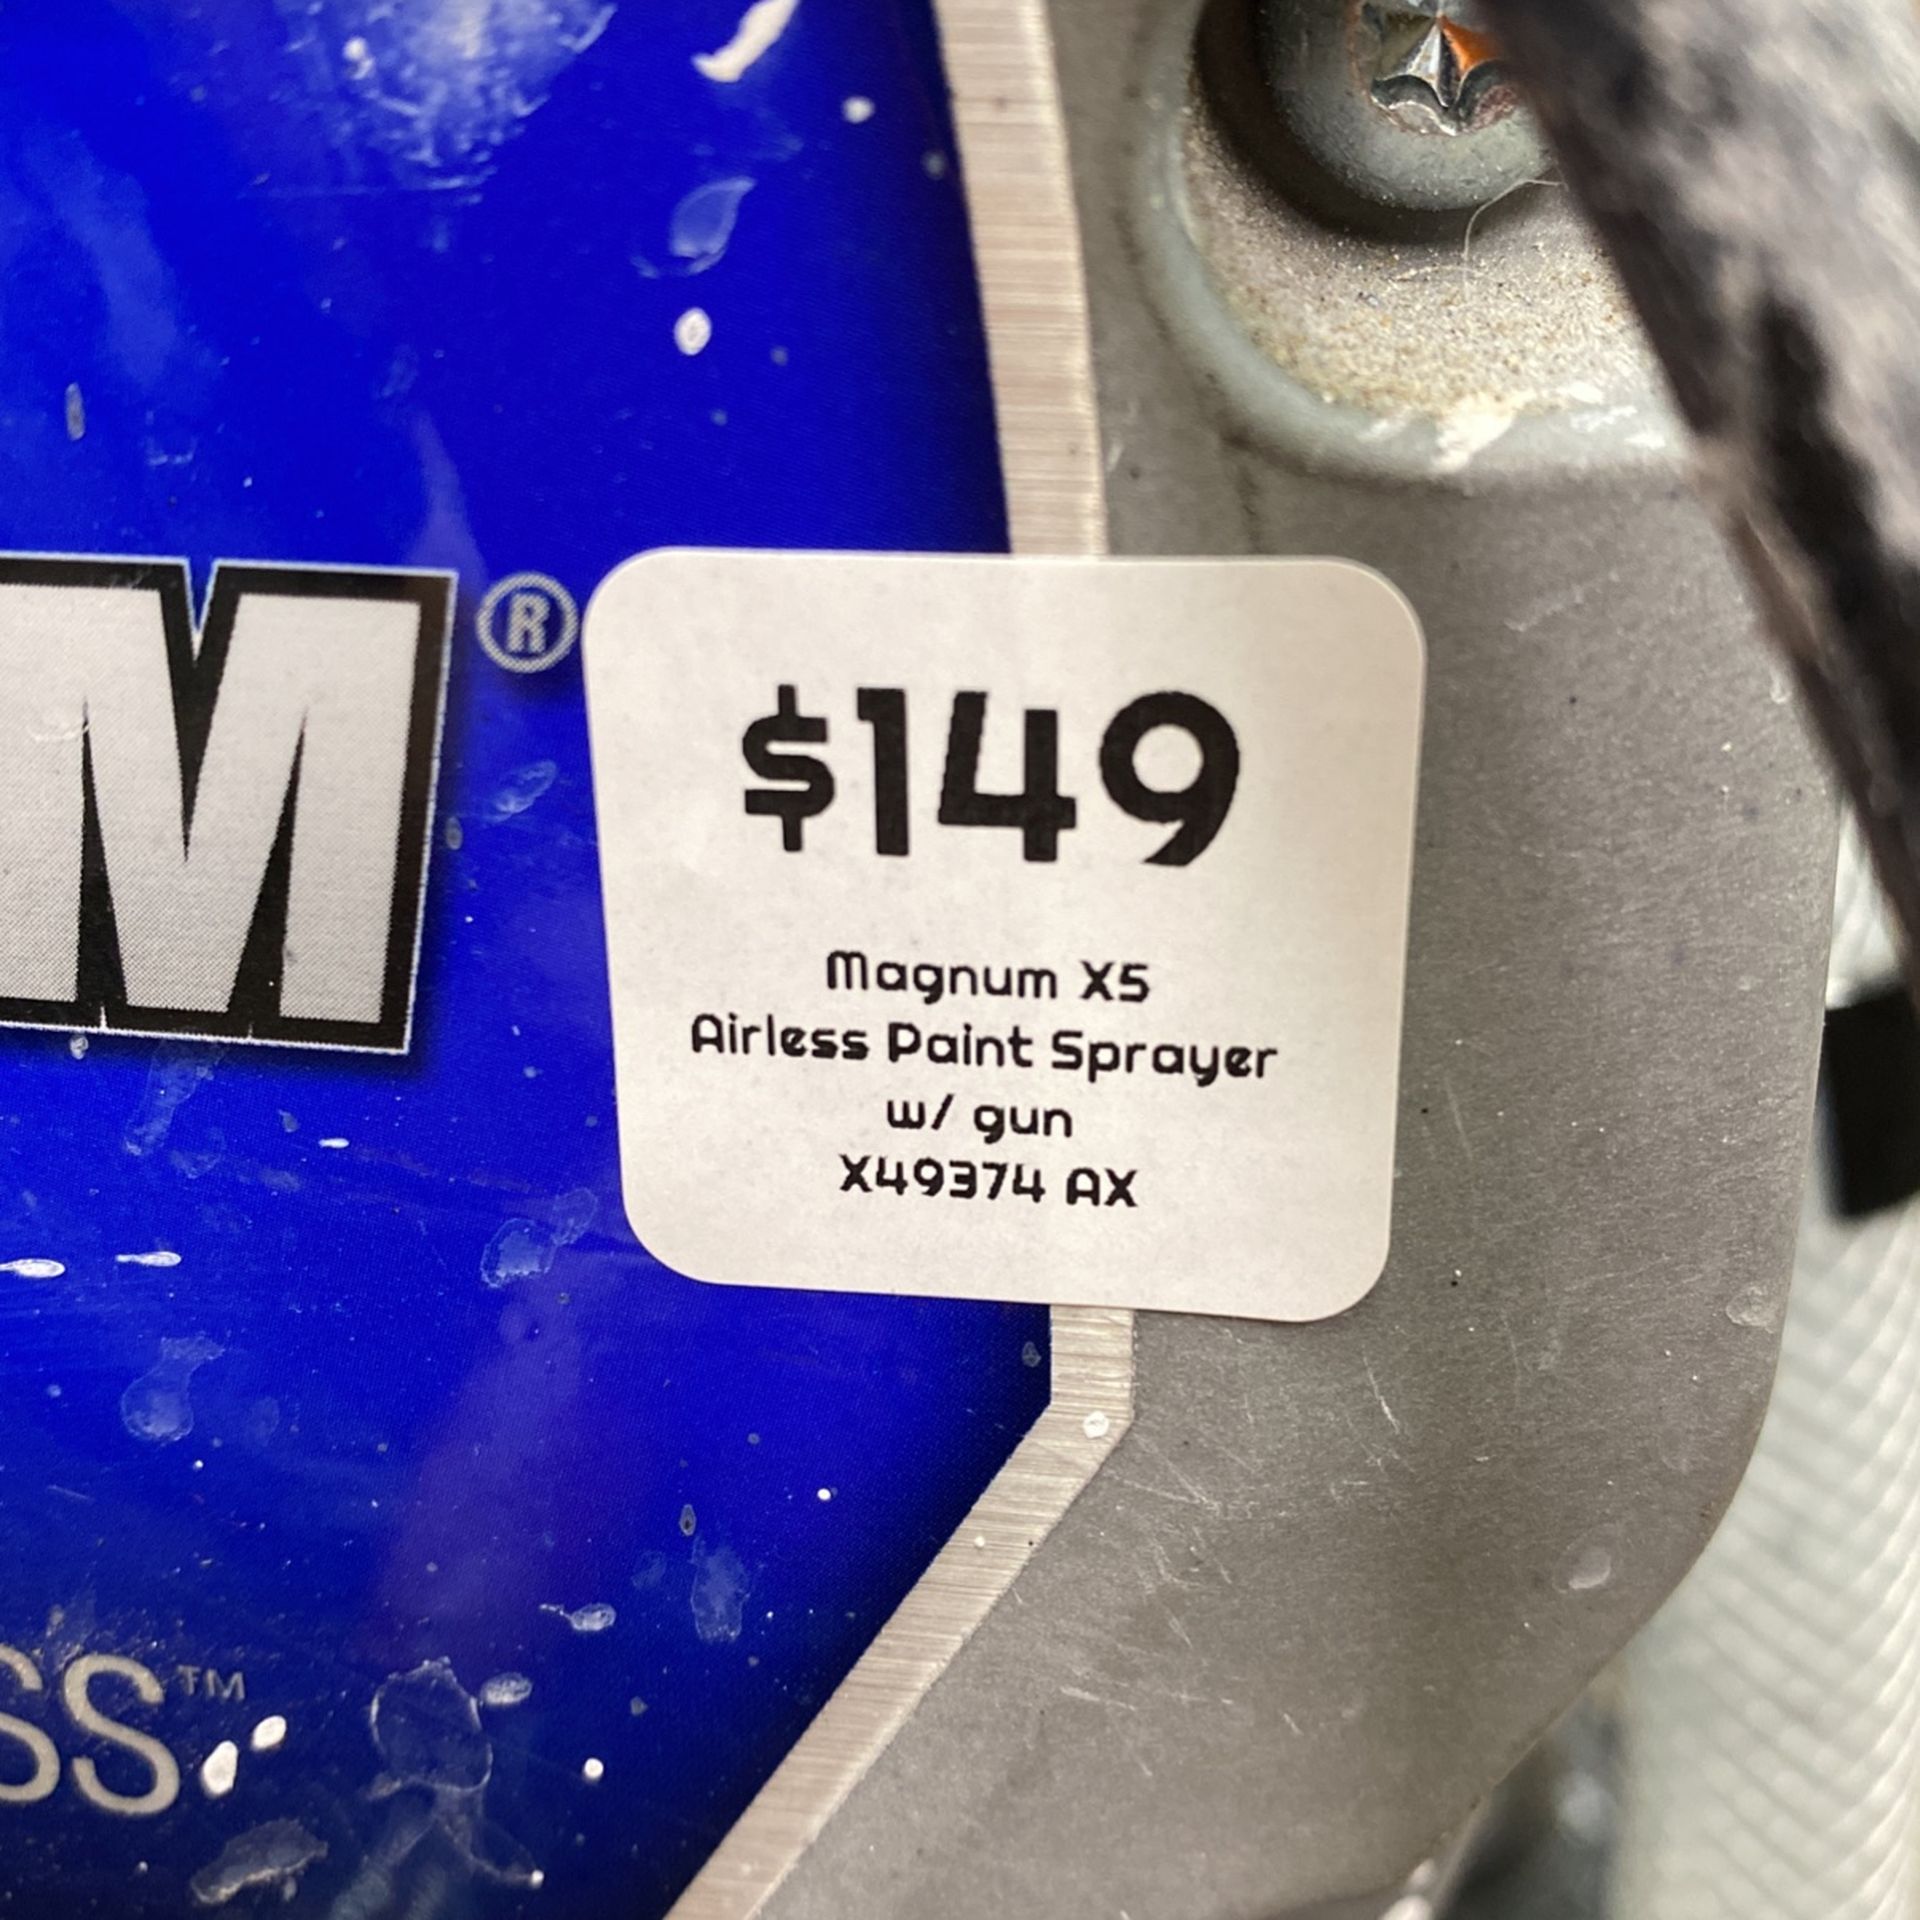 M®
$149
Magnum X5
Airless Paint Sprayer
w/ gun
X49374 AX
SS™